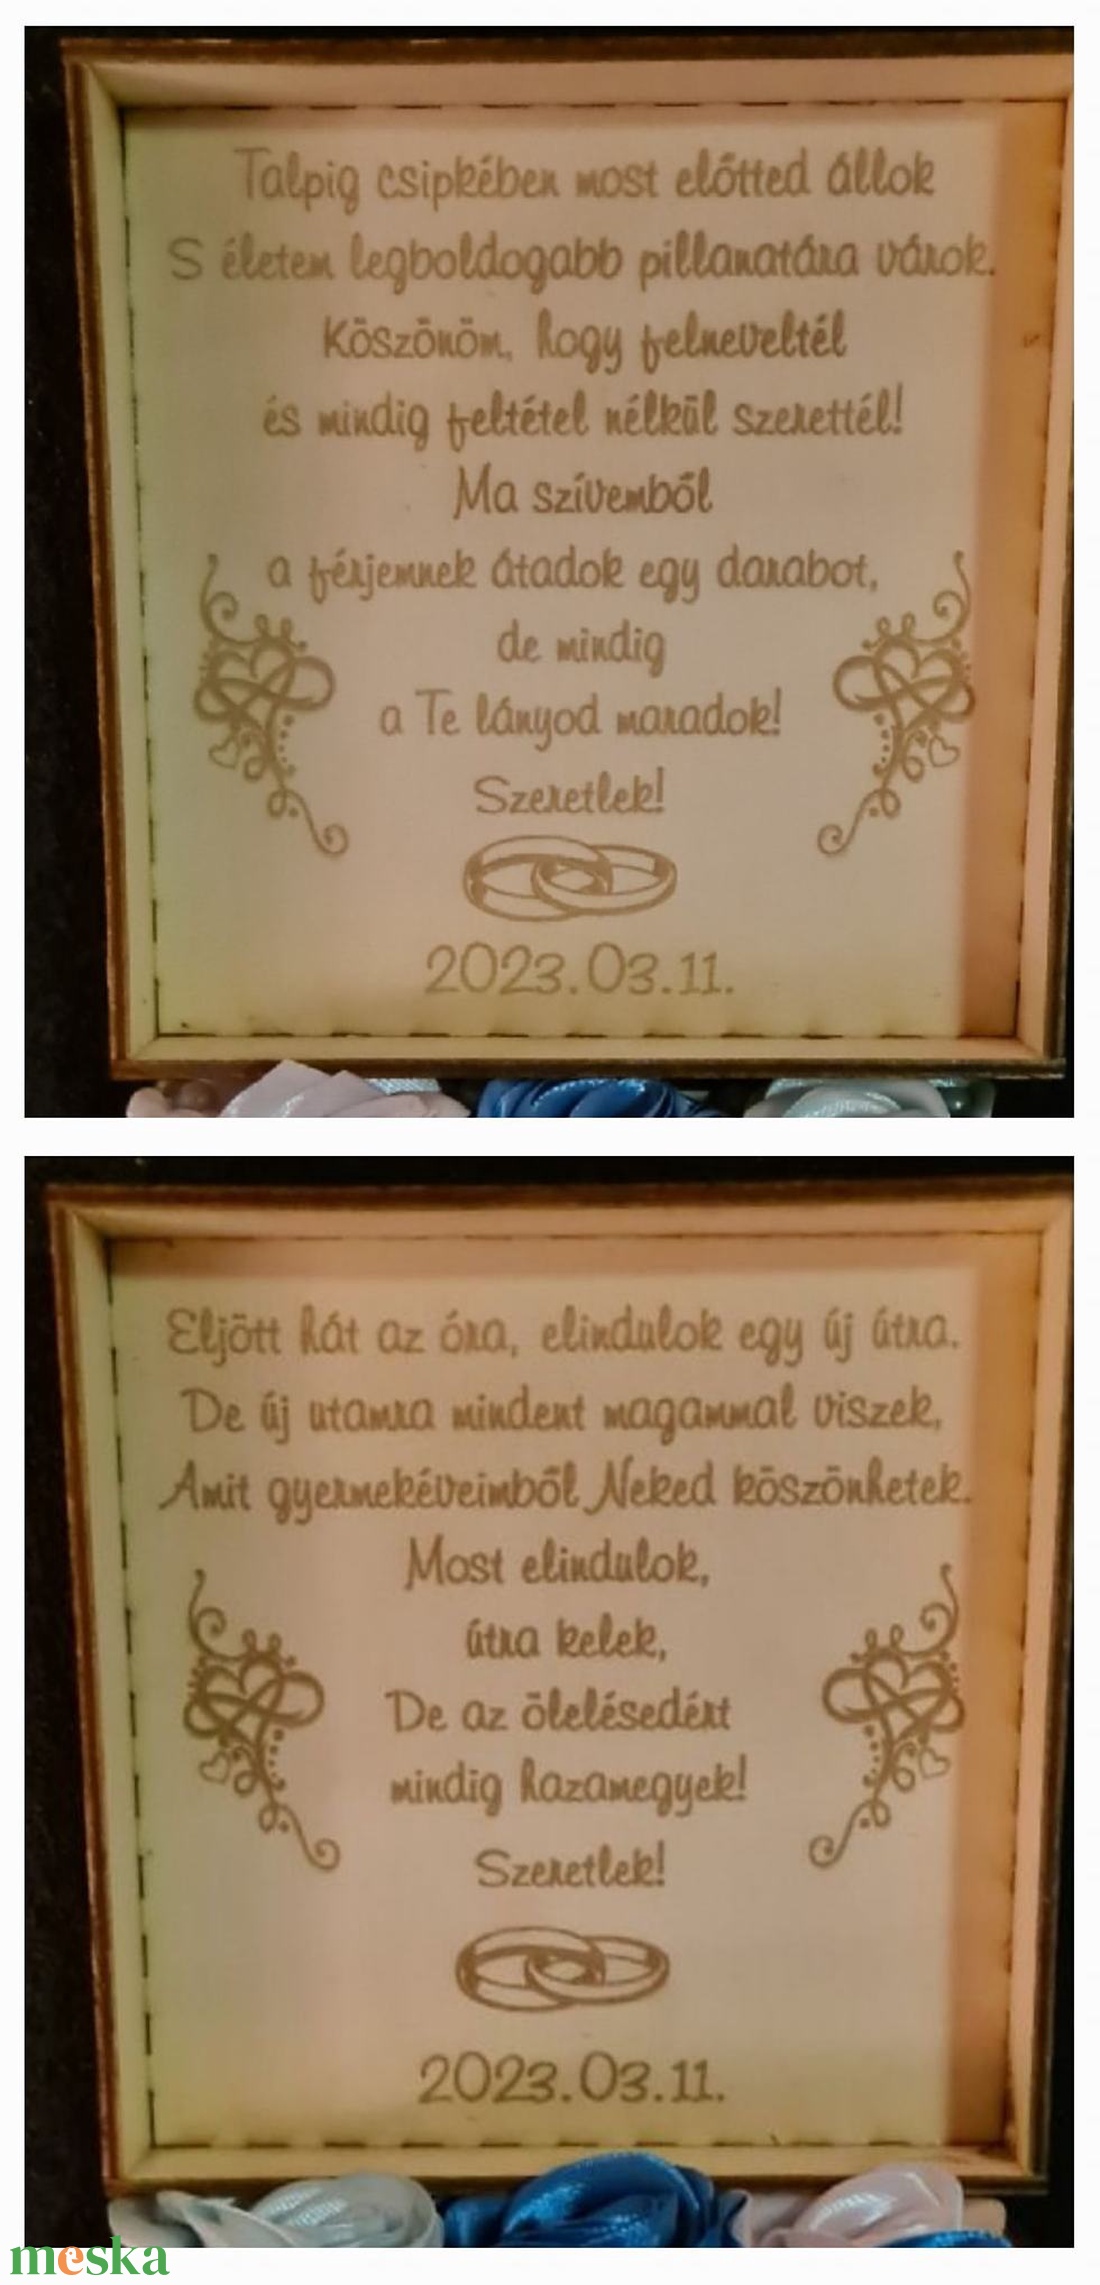 Talpig csipkében most előtted állok
S életem legboldogabb pillanatára várok.
Köszönöm, hogy felneveltél
és mindig feltétel nélkül szerettél!
Ma szívemből
a férjemnek átadok egy darabot,
de mindig
a Te lányod maradok!
Szeretlek!
2023.03.11.
Eljött hát az óra, elindulok egy új útra.
De új utamra mindent magammal viszek,
Amit gyermekéveimből Neked köszönhetek.
Most elindulok,
útra kelek,
De az ölelésedért
mindig hazamegyek!
Szeretlek!
2023.03.11.
meska